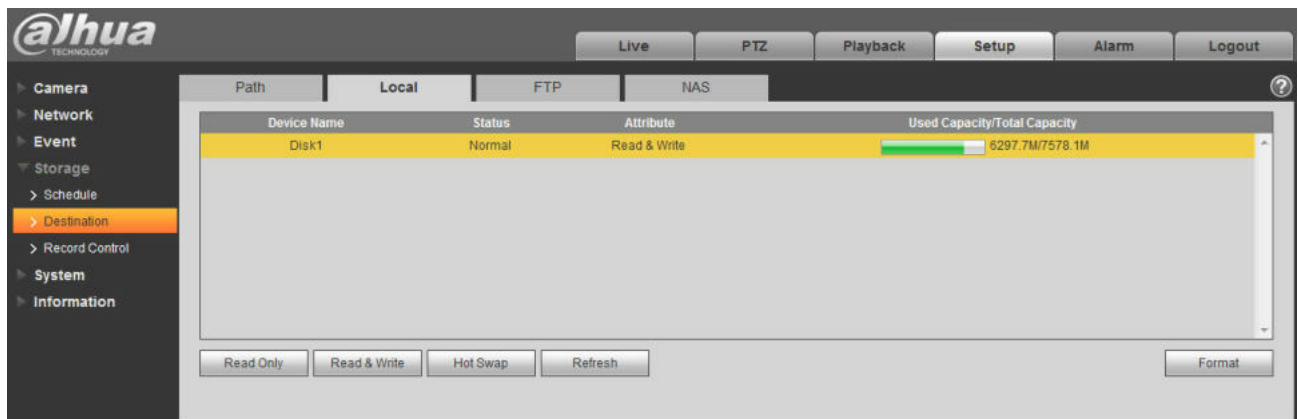 alhua
TECHNOLOGY
Live PTZ Playback Setup Alarm Logout
Camera
Network
Event
Storage
> Schedule
> Destination
> Record Control
System
Information
Path Local FTP NAS
?
Device Name Status Attribute Used Capacity/Total Capacity
Disk1 Normal Read & Write 6297.7M/7578.1M
Read Only Read & Write Hot Swap Refresh Format